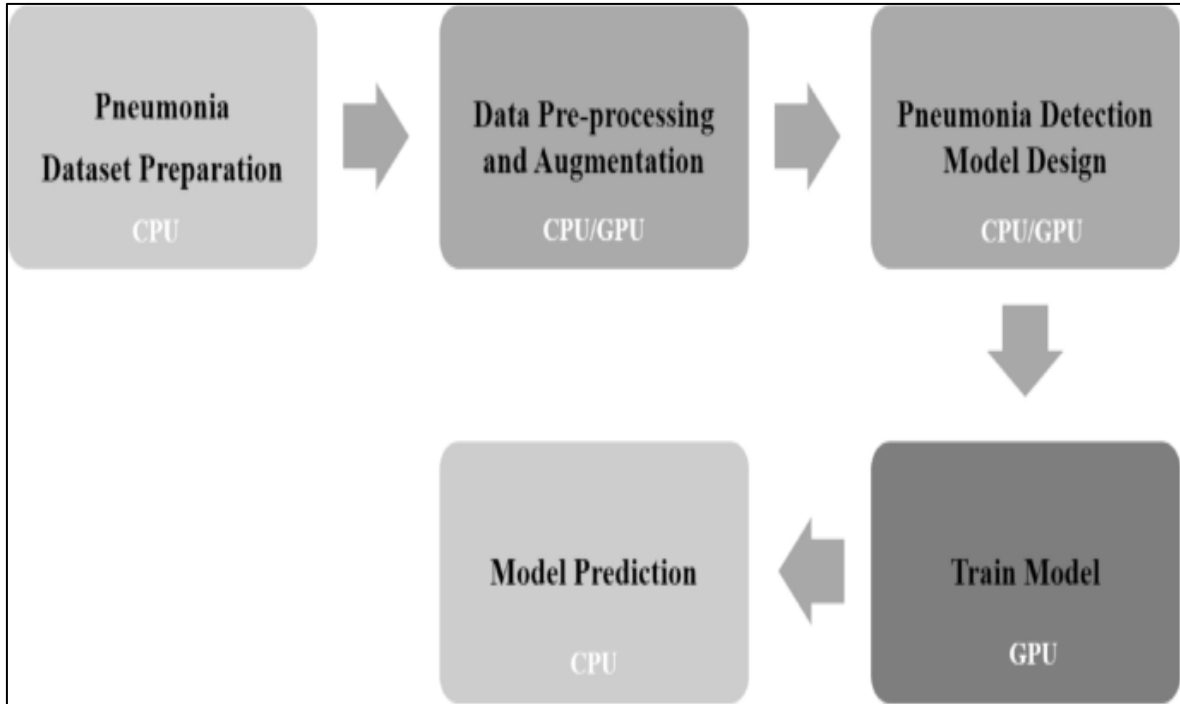 Pneumonia
Dataset Preparation
CPU
Data Pre-processing
and Augmentation
CPU/GPU
Pneumonia Detection
Model Design
CPU/GPU
Train Model
GPU
Model Prediction
CPU